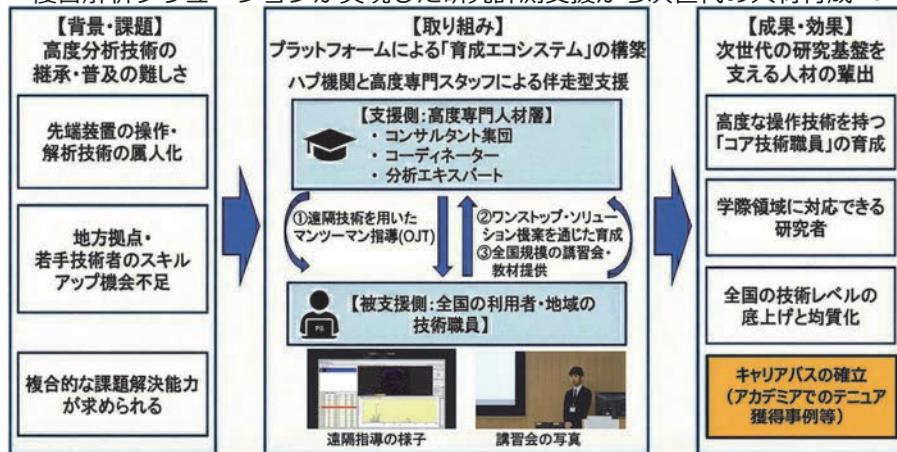 【背景・課題】
高度分析技術の
継承・普及の難しさ
先端装置の操作・
解析技術の属人化
地方拠点・
若手技術者のスキル
アップ機会不足
複合的な課題解決能力
が求められる
【取り組み】
プラットフォームによる「育成エコシステム」の構築
ハブ機関と高度専門スタッフによる伴走型支援
【支援側:高度専門人材層】
・コンサルタント集団
・コーディネーター
・分析エキスパート
①遠隔技術を用いた
マンツーマン指導(OJT)
②ワンストップ・ソリュー
ション提案を通じた育成
③全国規模の講習会・
教材提供
【被支援側:全国の利用者・地域の
技術職員】
遠隔指導の様子
講習会の写真
【成果・効果】
次世代の研究基盤を
支える人材の輩出
高度な操作技術を持つ
「コア技術職員」の育成
学際領域に対応できる
研究者
全国の技術レベルの
底上げと均質化
キャリアパスの確立
(アカデミアでのテニュア
獲得事例等)